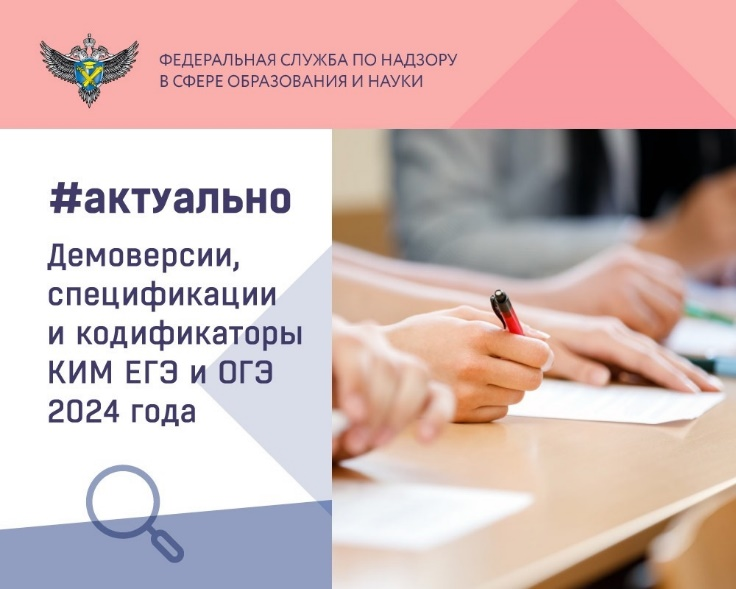 ФЕДЕРАЛЬНАЯ СЛУЖБА ПО НАДЗОРУ
В СФЕРЕ ОБРАЗОВАНИЯ И НАУКИ
#актуально
Демоверсии,
спецификации
и кодификаторы
КИМ ЕГЭ и ОГЭ
2024 года